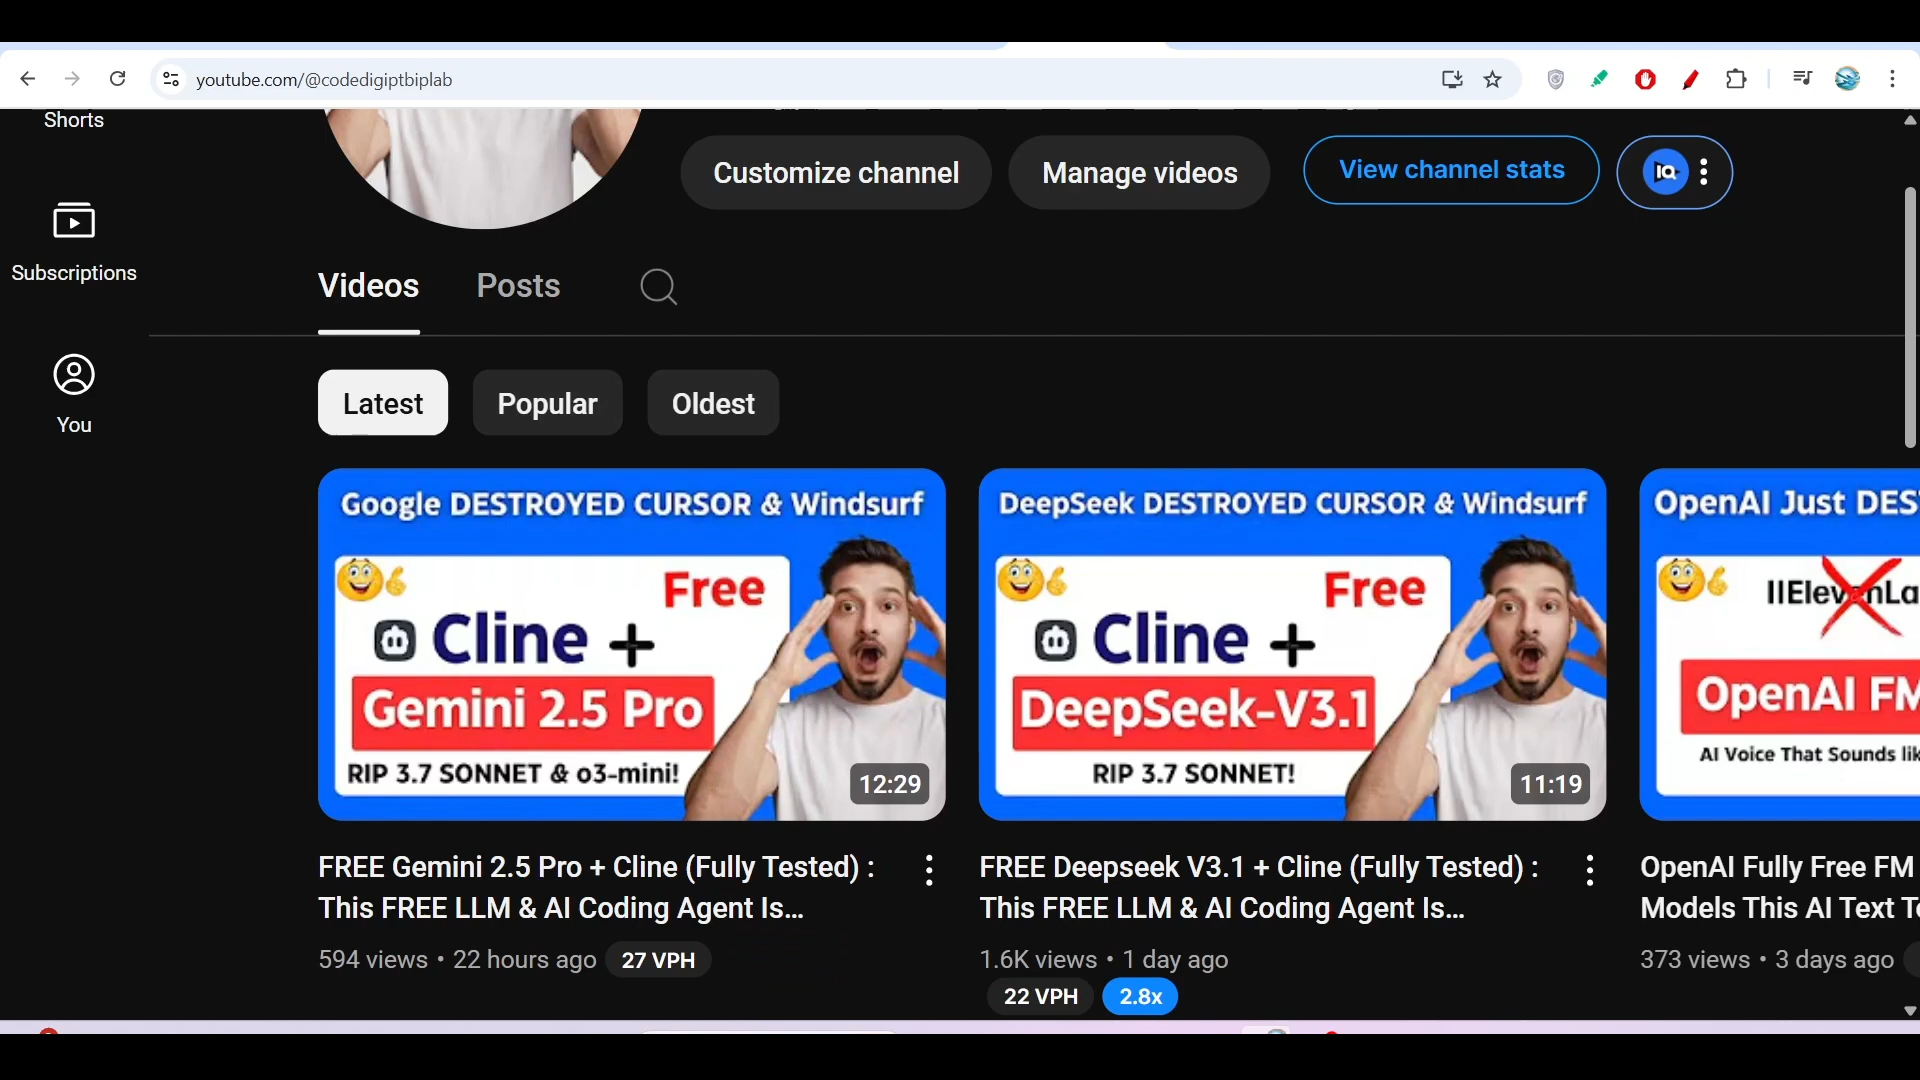 youtube.com/@codedigiptbiplab
Shorts
Customize channel
Manage videos
View channel stats
IQ
Subscriptions
Videos
Posts
You
Latest
Popular
Oldest
Google DESTROYED CURSOR & Windsurf
Free
Cline +
Gemini 2.5 Pro
RIP 3.7 SONNET & o3-mini!
12:29
DeepSeek DESTROYED CURSOR & Windsurf
Free
Cline +
DeepSeek-V3.1
RIP 3.7 SONNET!
11:19
OpenAI Just DES
IIElevenLa
OpenAI FM
AI Voice That Sounds lik
FREE Gemini 2.5 Pro + Cline (Fully Tested) :
This FREE LLM & AI Coding Agent Is...
594 views • 22 hours ago 27 VPH
FREE Deepseek V3.1 + Cline (Fully Tested) :
This FREE LLM & AI Coding Agent Is...
1.6K views • 1 day ago
22 VPH 2.8x
OpenAI Fully Free FM
Models This AI Text T
373 views • 3 days ago